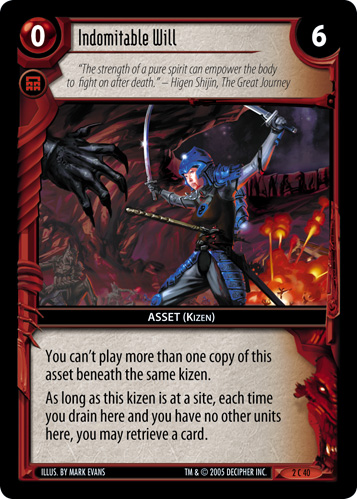 0 Indomitable Will 6
“The strength of a pure spirit can empower the body
to fight on after death.” – Higen Shijin, The Great Journey
ASSET (KIZEN)
You can’t play more than one copy of this
asset beneath the same kizen.
As long as this kizen is at a site, each time
you drain here and you have no other units
here, you may retrieve a card.
ILLUS. BY MARK EVANS TM & © 2005 DECIPHER INC. 2 C 40